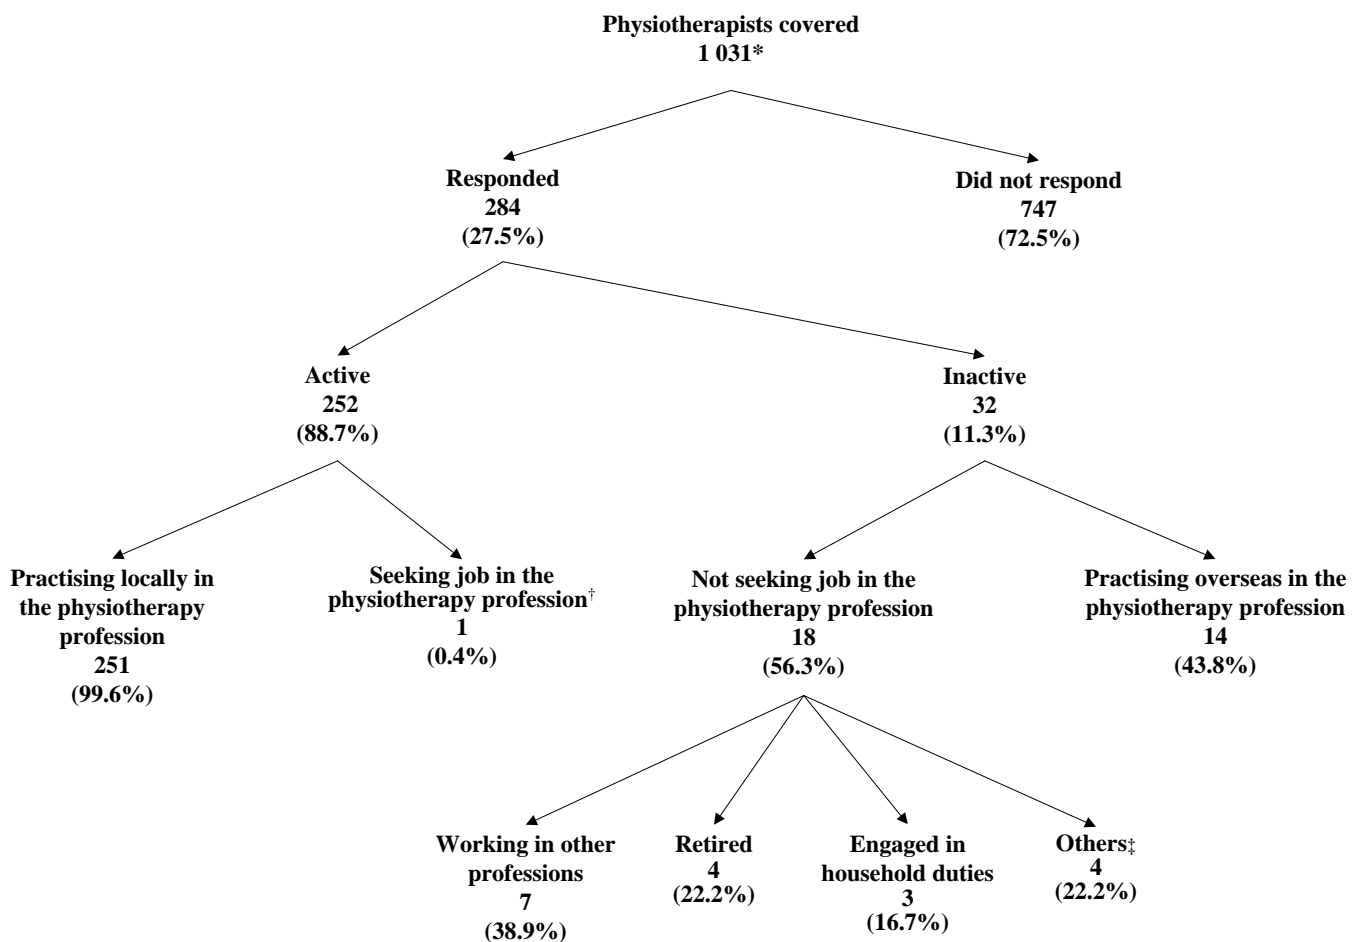 Physiotherapists covered
1 031*
Responded
284
(27.5%)
Did not respond
747
(72.5%)
Active
252
(88.7%)
Inactive
32
(11.3%)
Practising locally in
the physiotherapy
profession
251
(99.6%)
Seeking job in the
physiotherapy profession†
1
(0.4%)
Not seeking job in the
physiotherapy profession
18
(56.3%)
Practising overseas in the
physiotherapy profession
14
(43.8%)
Working in other
professions
7
(38.9%)
Retired
4
(22.2%)
Engaged in
household duties
3
(16.7%)
Others‡
4
(22.2%)